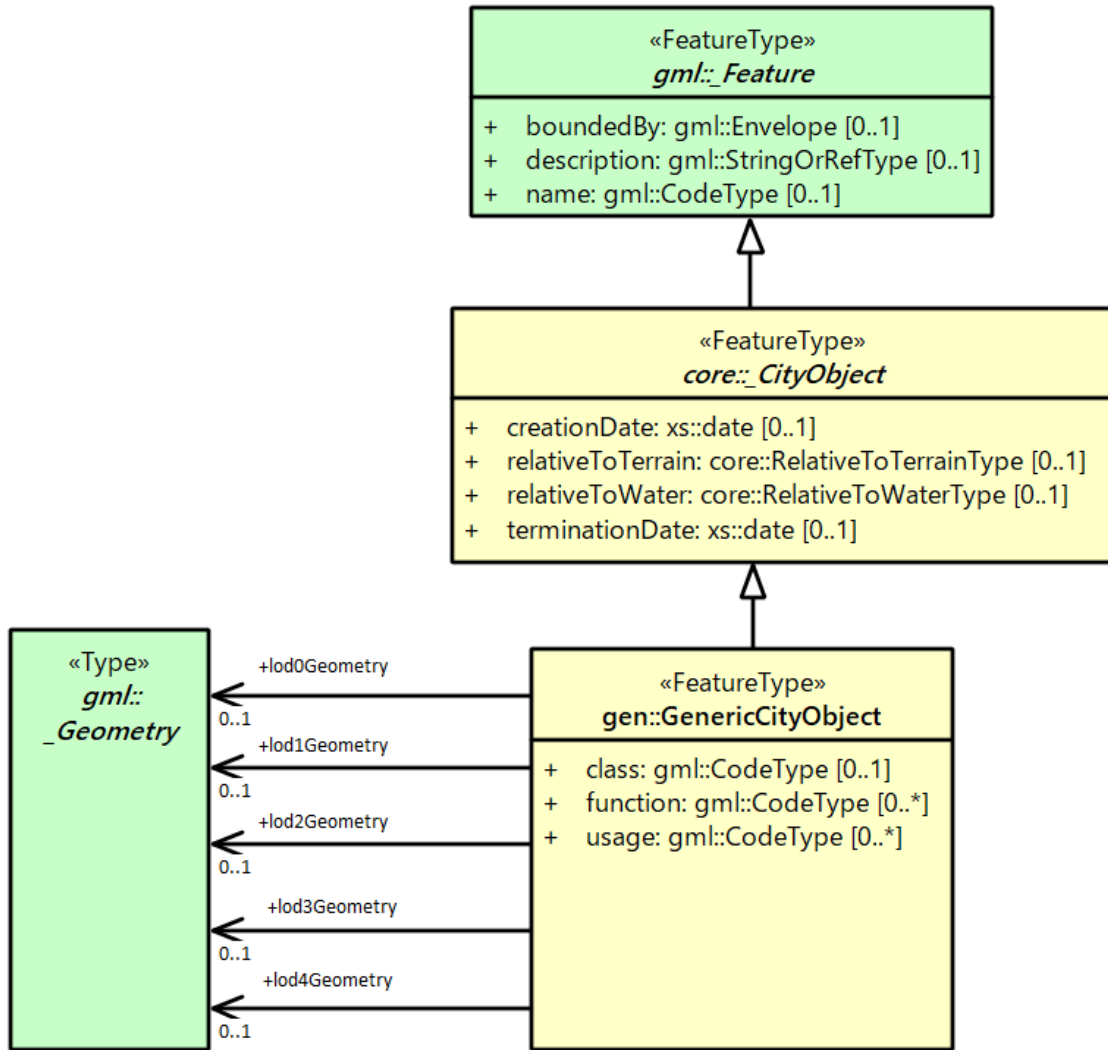 «FeatureType»
gml::_Feature
+ boundedBy: gml::Envelope [0..1]
+ description: gml::StringOrRefType [0..1]
+ name: gml::CodeType [0..1]
«FeatureType»
core::_CityObject
+ creationDate: xs::date [0..1]
+ relativeToTerrain: core::RelativeToTerrainType [0..1]
+ relativeToWater: core::RelativeToWaterType [0..1]
+ terminationDate: xs::date [0..1]
«Type»
gml::
_Geometry
+lod0Geometry
0..1
+lod1Geometry
0..1
+lod2Geometry
0..1
+lod3Geometry
0..1
+lod4Geometry
0..1
«FeatureType»
gen::GenericCityObject
+ class: gml::CodeType [0..1]
+ function: gml::CodeType [0..*]
+ usage: gml::CodeType [0..*]